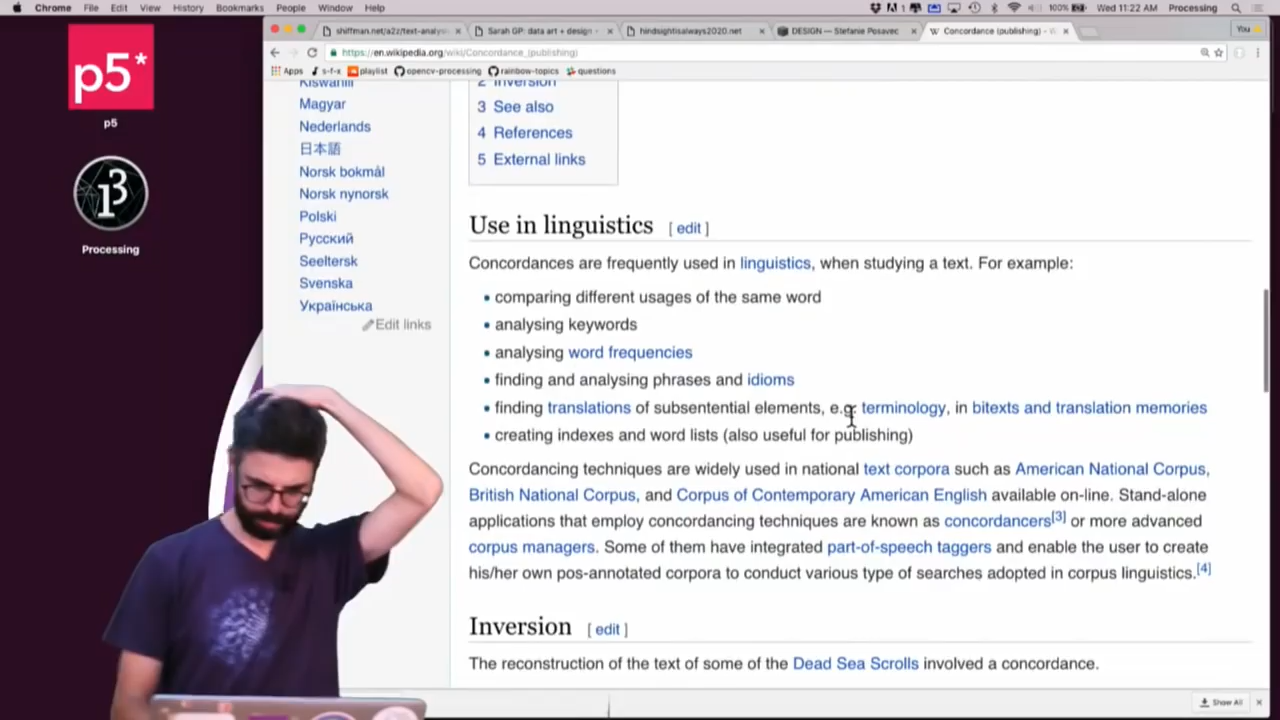 Chrome File Edit View History Bookmarks People Window Help
100% Wed 11:22 AM Processing
shiffman.net/a2z/text-analys
Sarah GP: data art + design -
hindsightisalways2020.net
DESIGN — Stefanie Posavec
Concordance (publishing) -
You
https://en.wikipedia.org/wiki/Concordance_(publishing)
Apps s-f-x playlist opencv-processing rainbow-topics questions
p5*
p5
Processing
Kiswahili
Magyar
Nederlands
日本語
Norsk bokmål
Norsk nynorsk
Polski
Русский
Seeltersk
Svenska
Українська
Edit links
2 Inversion
3 See also
4 References
5 External links
Use in linguistics [ edit ]
Concordances are frequently used in linguistics, when studying a text. For example:
• comparing different usages of the same word
• analysing keywords
• analysing word frequencies
• finding and analysing phrases and idioms
• finding translations of subsentential elements, e.g. terminology, in bitexts and translation memories
• creating indexes and word lists (also useful for publishing)
Concordancing techniques are widely used in national text corpora such as American National Corpus,
British National Corpus, and Corpus of Contemporary American English available on-line. Stand-alone
applications that employ concordancing techniques are known as concordancers[3] or more advanced
corpus managers. Some of them have integrated part-of-speech taggers and enable the user to create
his/her own pos-annotated corpora to conduct various type of searches adopted in corpus linguistics.[4]
Inversion [ edit ]
The reconstruction of the text of some of the Dead Sea Scrolls involved a concordance.
Show All